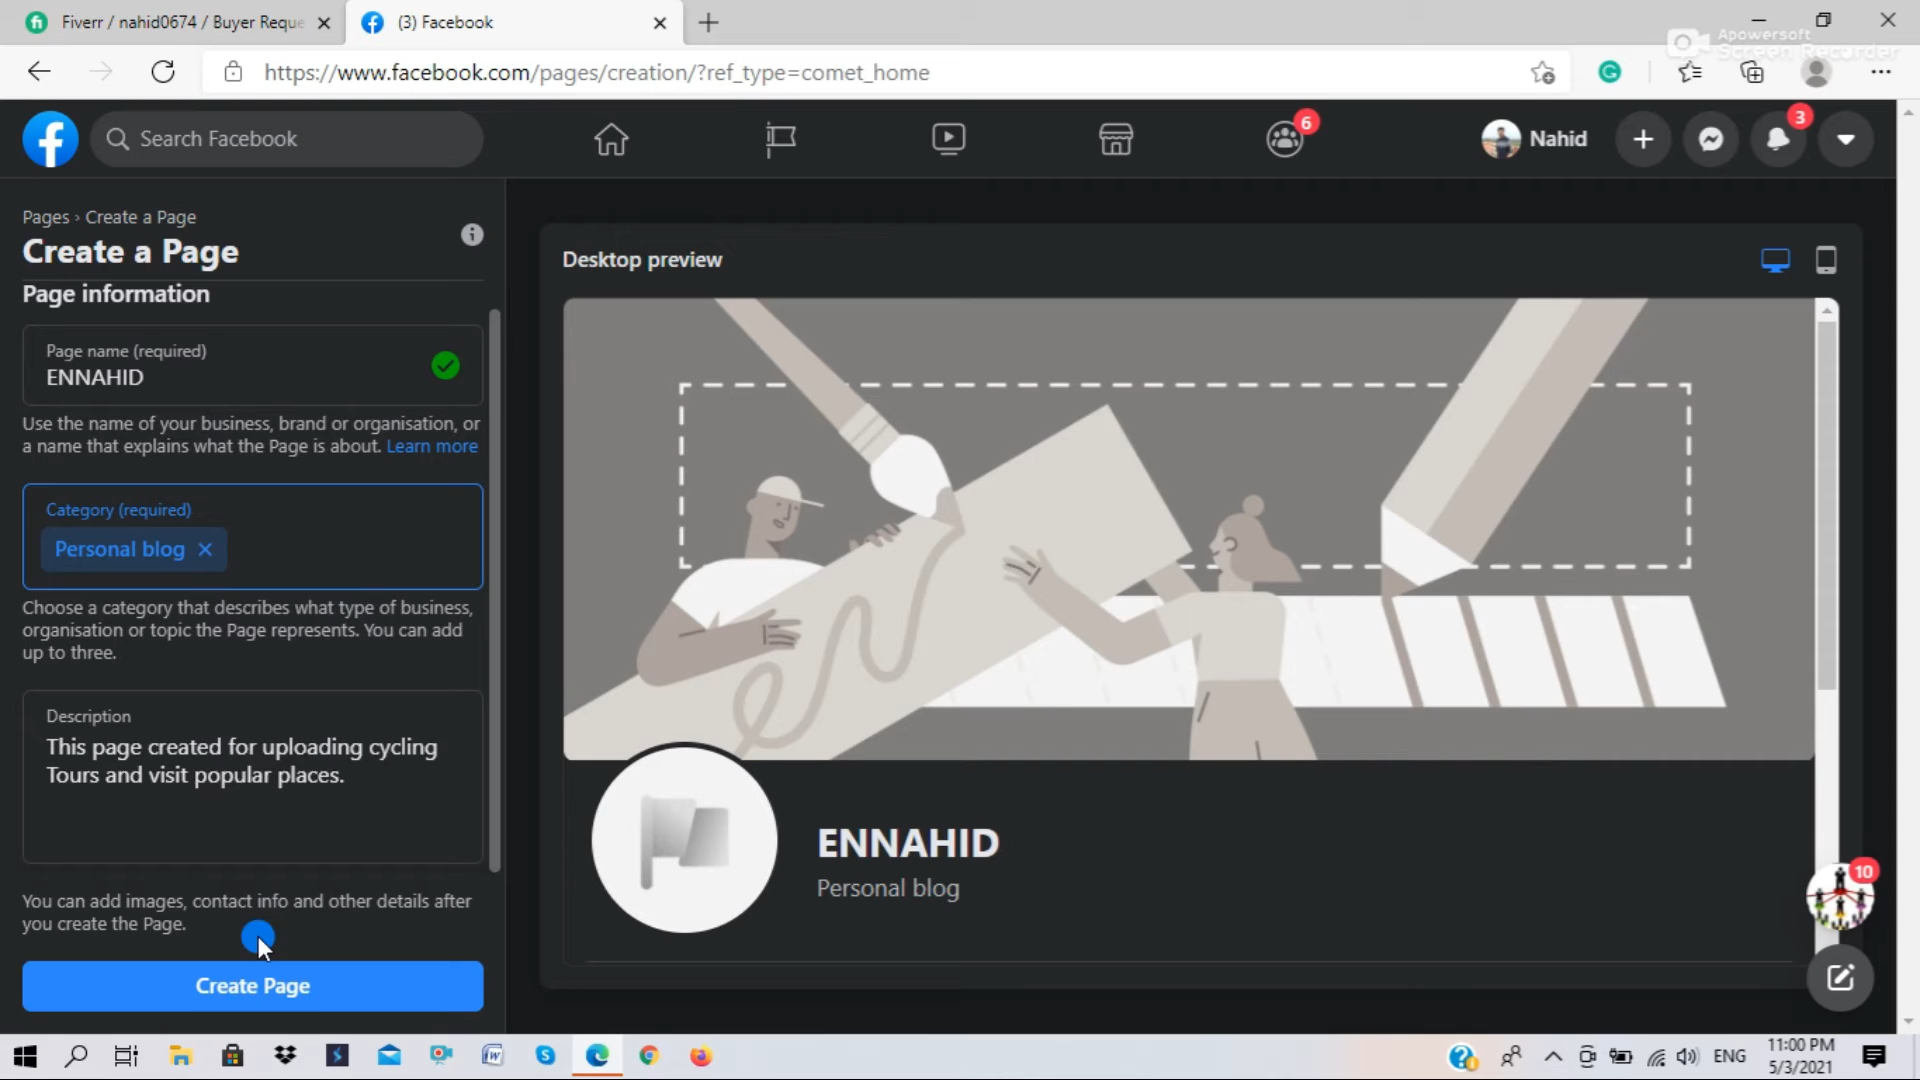 Fiverr / nahid0674 / Buyer Reque
(3) Facebook
Apowersoft
Screen Recorder
https://www.facebook.com/pages/creation/?ref_type=comet_home
Search Facebook
6
Nahid
3
Pages › Create a Page
Create a Page
Page information
Page name (required)
ENNAHID
Use the name of your business, brand or organisation, or
a name that explains what the Page is about. Learn more
Category (required)
Personal blog
Choose a category that describes what type of business,
organisation or topic the Page represents. You can add
up to three.
Description
This page created for uploading cycling
Tours and visit popular places.
You can add images, contact info and other details after
you create the Page.
Create Page
Desktop preview
ENNAHID
Personal blog
10
ENG
11:00 PM
5/3/2021